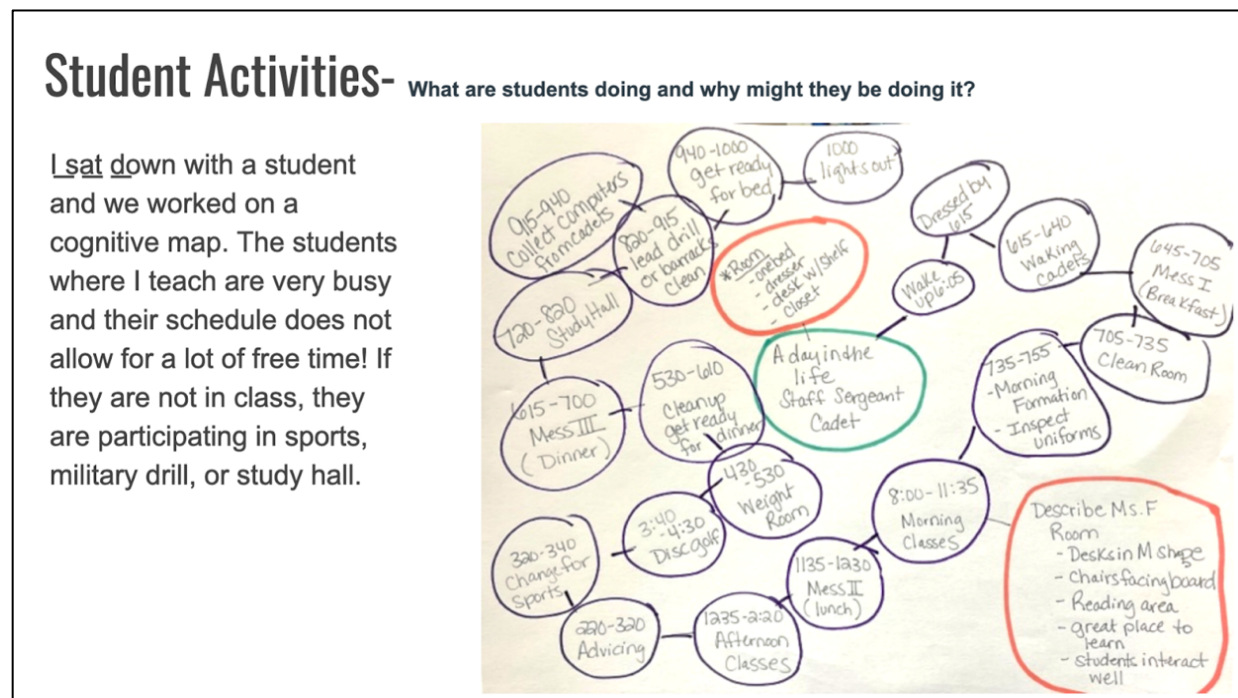 Student Activities- What are students doing and why might they be doing it?
I sat down with a student
and we worked on a
cognitive map. The students
where I teach are very busy
and their schedule does not
allow for a lot of free time! If
they are not in class, they
are participating in sports,
military drill, or study hall.
A day in the
life
Staff Sergeant
Cadet
*Room
- one bed
- dresser
- desk w/shelf
- closet
Wake
up 6:05
Dressed by
615
615-640
Waking
cadets
645-705
Mess I
(Breakfast)
705-735
Clean Room
735-755
- Morning
Formation
- Inspect
uniforms
8:00-11:35
Morning
Classes
Describe Ms. F
Room
- Desks in M shape
- Chairs facing board
- Reading area
- great place to
learn
- students interact
well
1135-1230
Mess II
(lunch)
1235-2:20
Afternoon
Classes
220-320
Advicing
320-340
Change for
Sports
3:40
-4:30
Disc golf
430
-530
Weight
Room
530-610
Cleanup
get ready
for dinner
615-700
Mess III
(Dinner)
720-820
Study Hall
820-915
lead drill
or barracks
clean
915-940
collect computers
from cadets
940-1000
get ready
for bed
1000
lights out